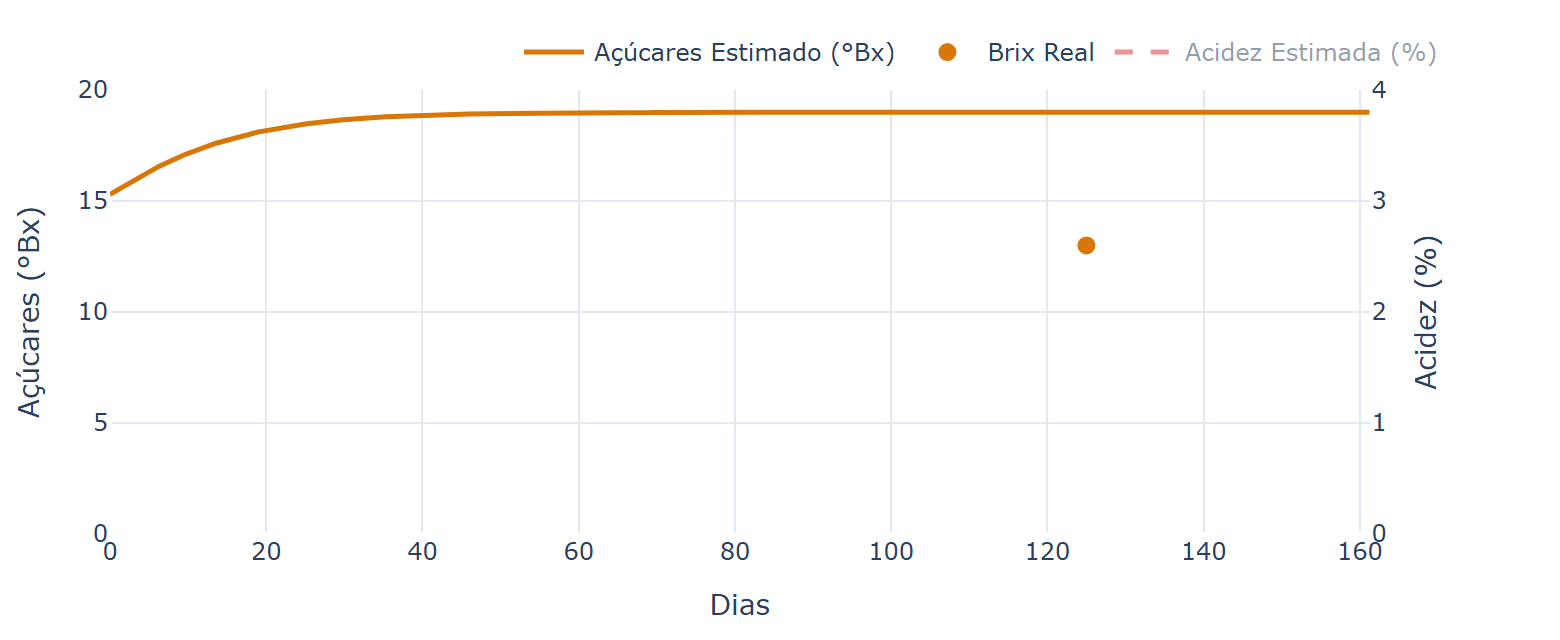 Açúcares Estimado (°Bx) Brix Real Acidez Estimada (%)
20 4
15 3
10 2
5 1
0 0
0 20 40 60 80 100 120 140 160
Açúcares (°Bx)
Acidez (%)
Dias